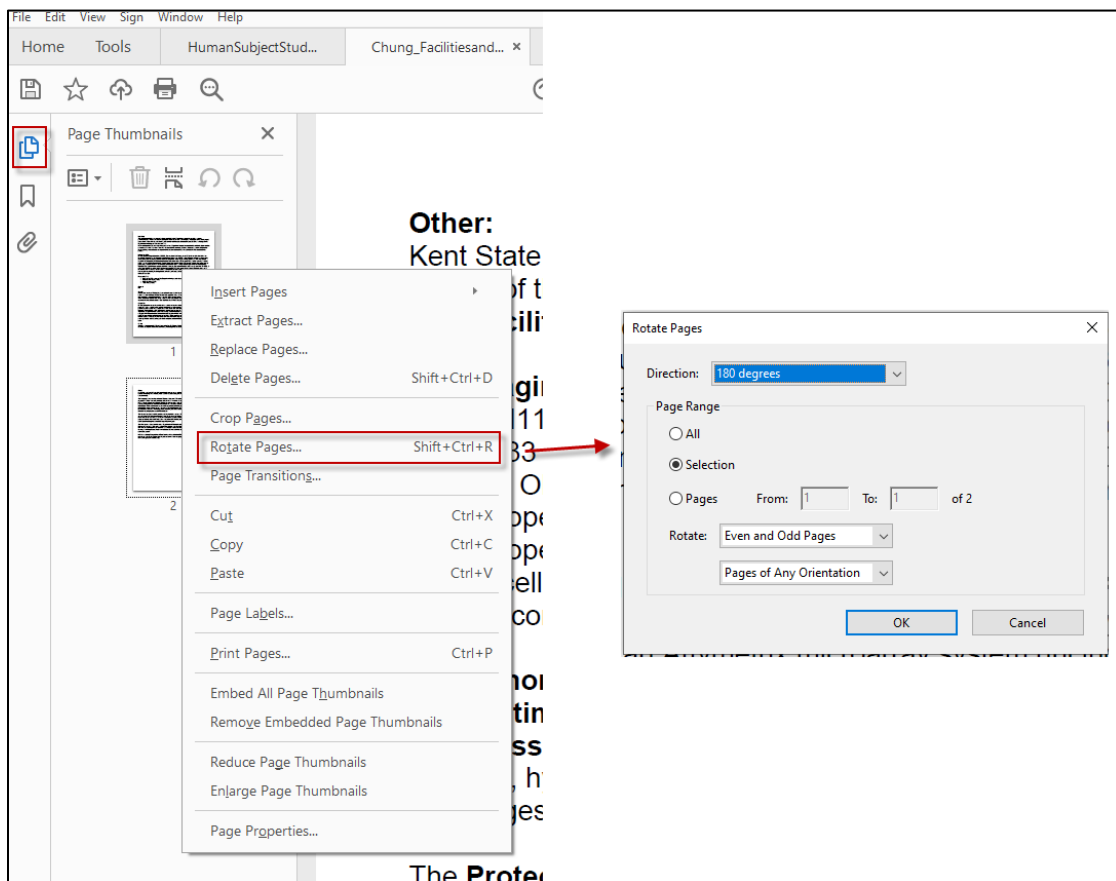 File Edit View Sign Window Help
Home Tools HumanSubjectStud... Chung_Facilitiesand... ×
Page Thumbnails ×
1
2
Insert Pages
Extract Pages...
Replace Pages...
Delete Pages... Shift+Ctrl+D
Crop Pages...
Rotate Pages... Shift+Ctrl+R
Page Transitions...
Cut Ctrl+X
Copy Ctrl+C
Paste Ctrl+V
Page Labels...
Print Pages... Ctrl+P
Embed All Page Thumbnails
Remove Embedded Page Thumbnails
Reduce Page Thumbnails
Enlarge Page Thumbnails
Page Properties...
Other:
Kent State
The Protec
Rotate Pages
Direction: 180 degrees
Page Range
All
Selection
Pages From: 1 To: 1 of 2
Rotate: Even and Odd Pages
Pages of Any Orientation
OK Cancel